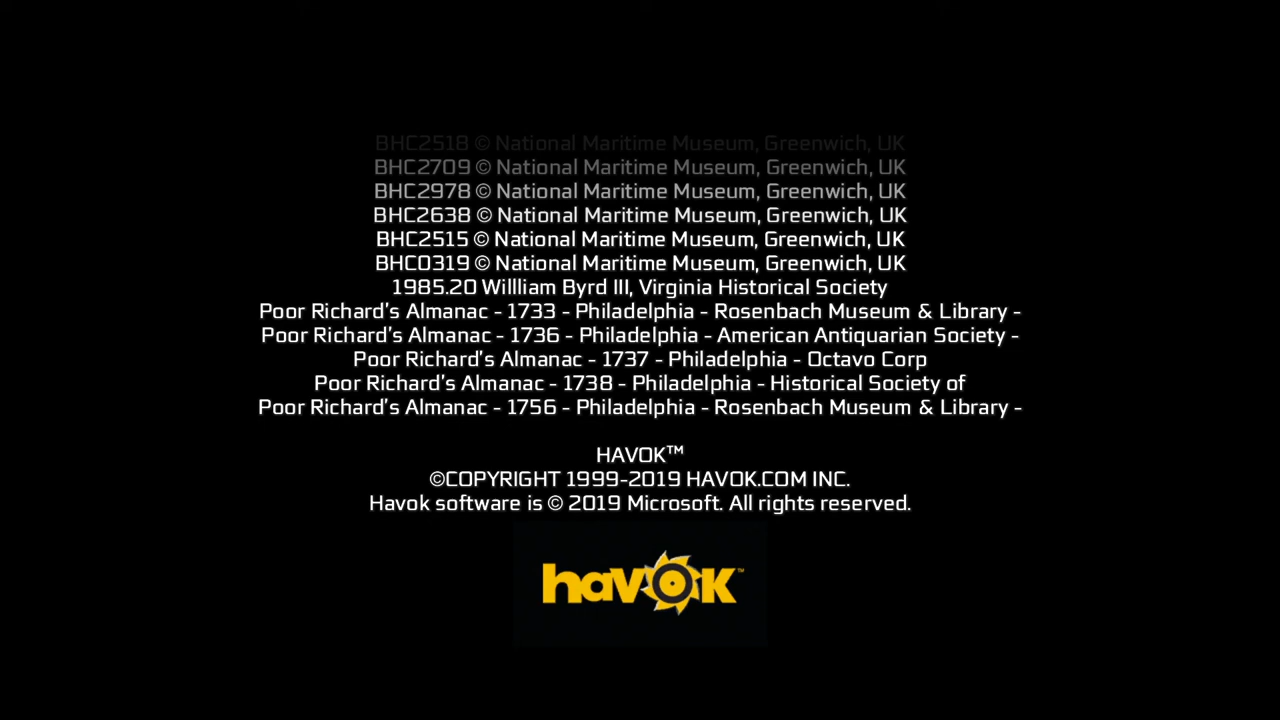 BHC2518 © National Maritime Museum, Greenwich, UK
BHC2709 © National Maritime Museum, Greenwich, UK
BHC2978 © National Maritime Museum, Greenwich, UK
BHC2638 © National Maritime Museum, Greenwich, UK
BHC2515 © National Maritime Museum, Greenwich, UK
BHC0319 © National Maritime Museum, Greenwich, UK
1985.20 Willliam Byrd III, Virginia Historical Society
Poor Richard's Almanac - 1733 - Philadelphia - Rosenbach Museum & Library -
Poor Richard's Almanac - 1736 - Philadelphia - American Antiquarian Society -
Poor Richard's Almanac - 1737 - Philadelphia - Octavo Corp
Poor Richard's Almanac - 1738 - Philadelphia - Historical Society of
Poor Richard's Almanac - 1756 - Philadelphia - Rosenbach Museum & Library -
HAVOK™
©COPYRIGHT 1999-2019 HAVOK.COM INC.
Havok software is © 2019 Microsoft. All rights reserved.
havok™